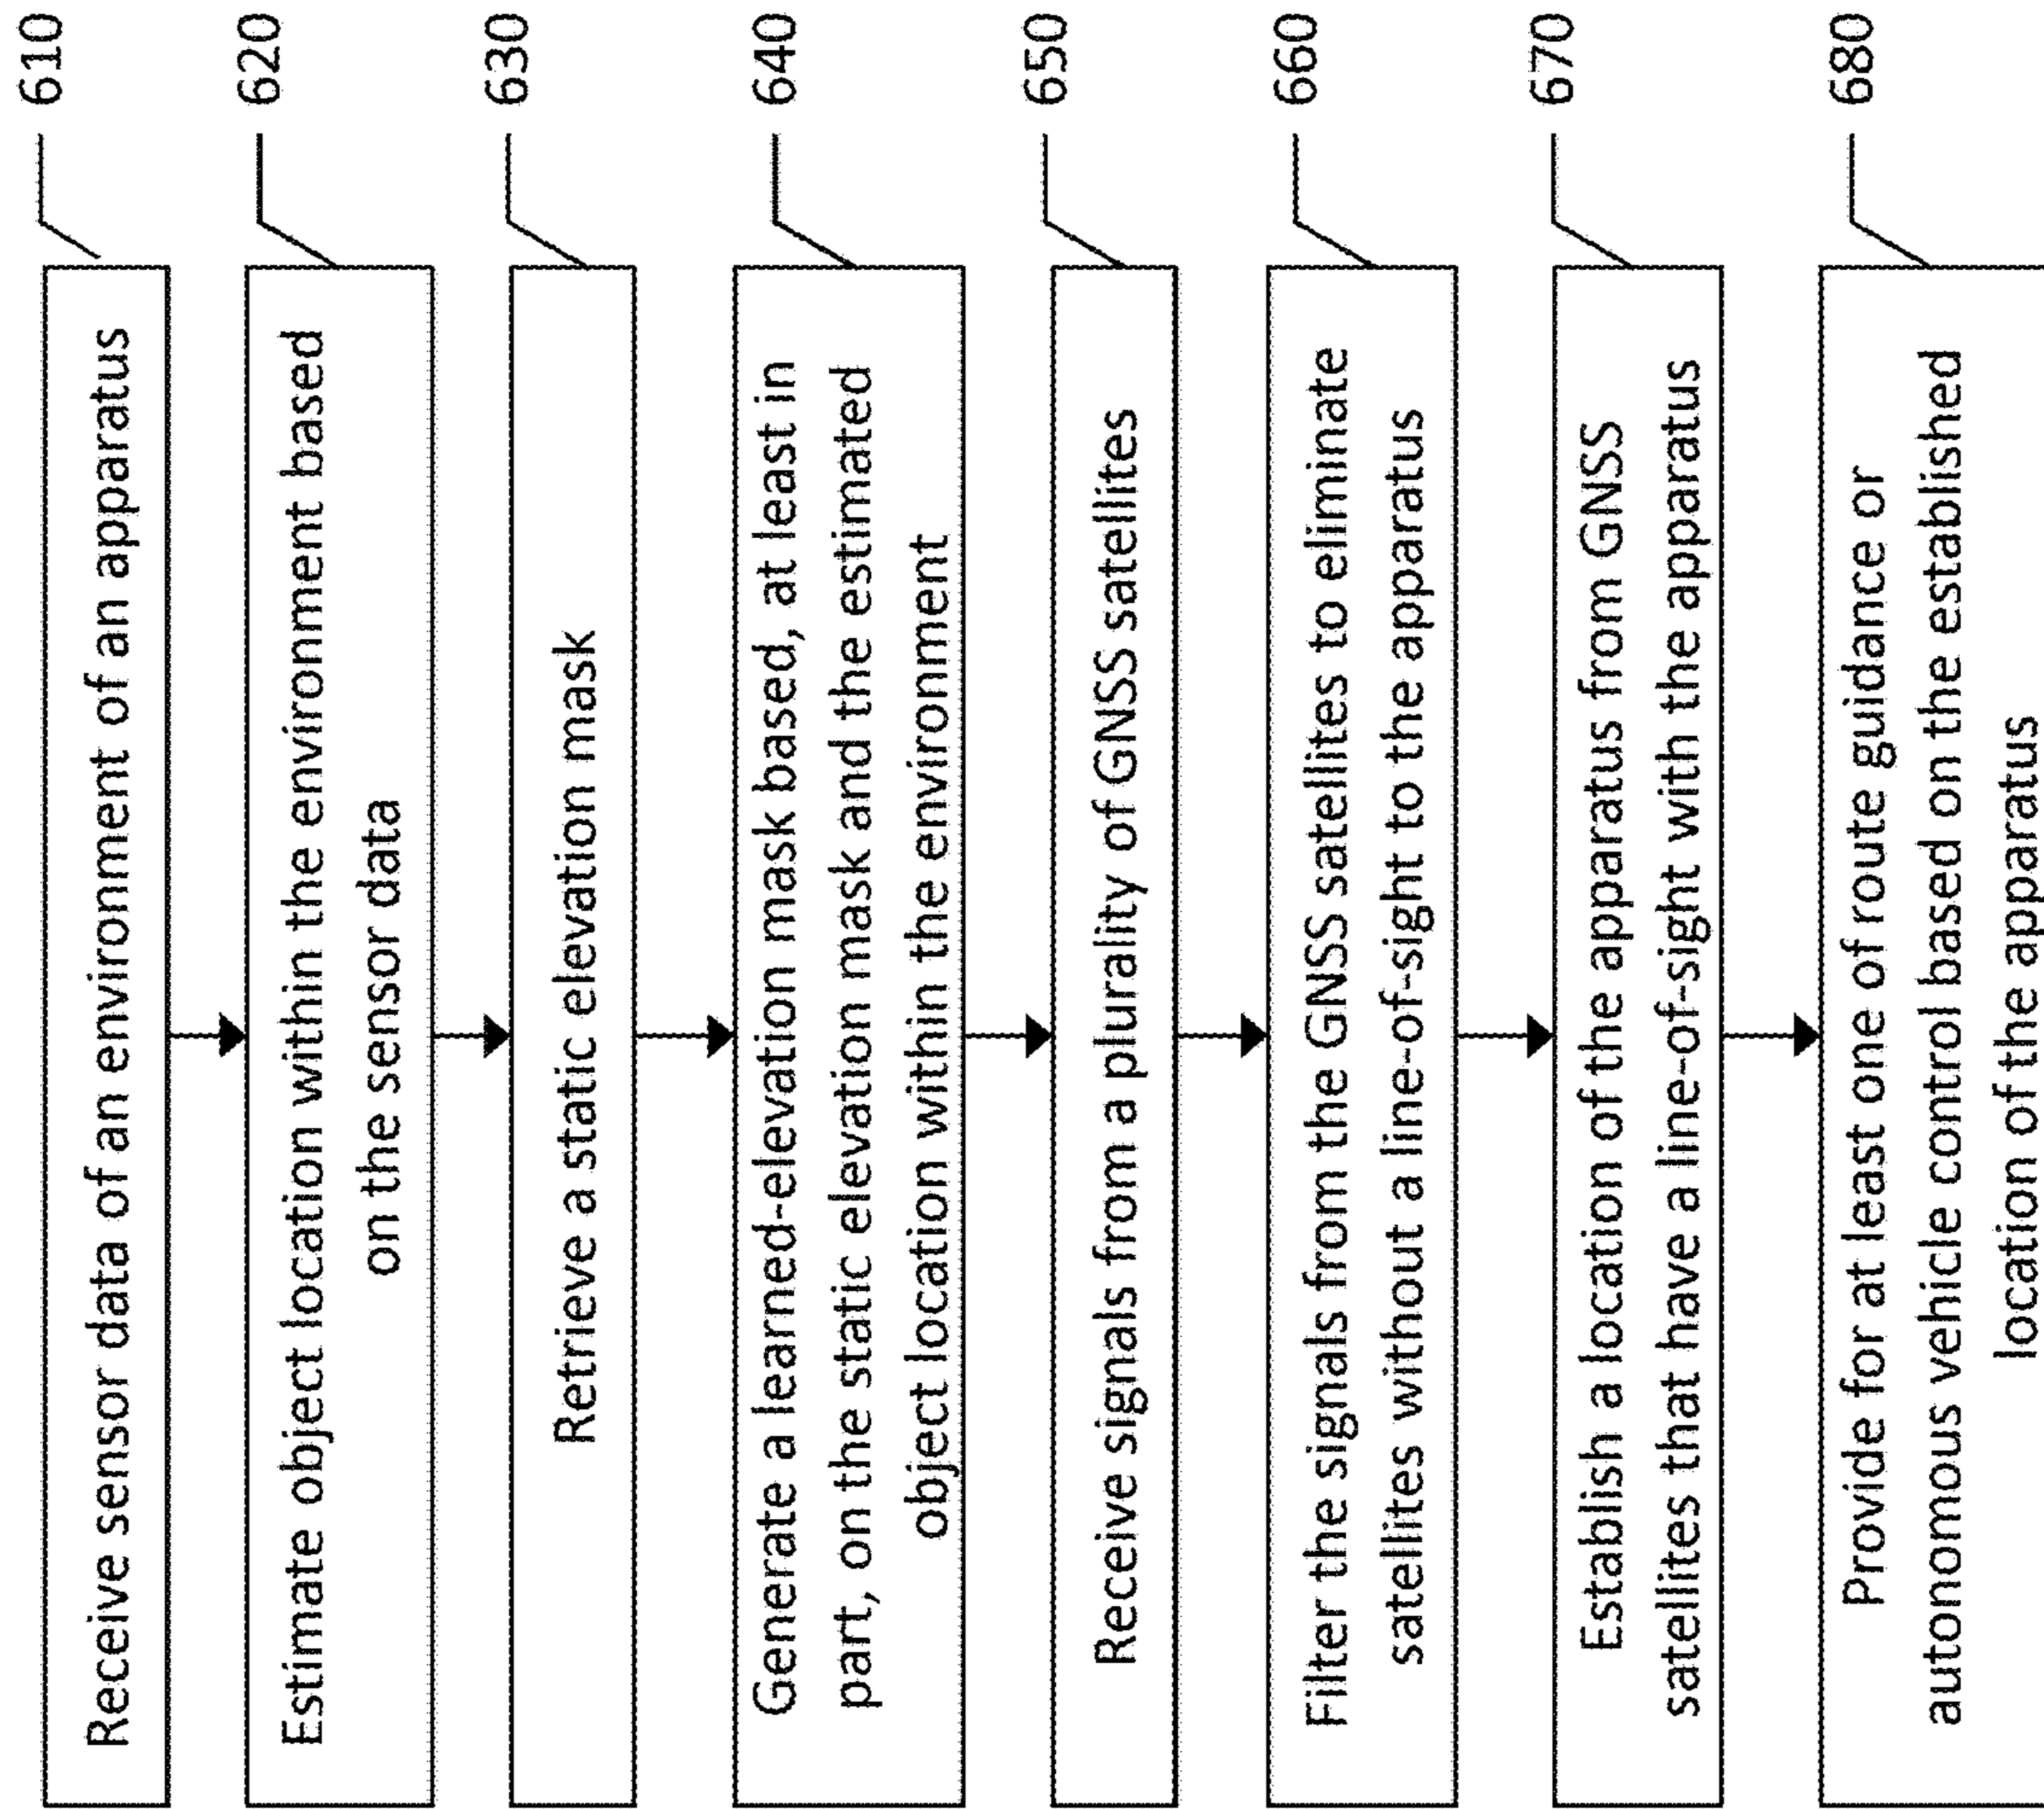 610
Receive sensor data of an environment of an apparatus
620
Estimate object location within the environment based
on the sensor data
630
Retrieve a static elevation mask
640
Generate a learned-elevation mask based, at least in
part, on the static elevation mask and the estimated
object location within the environment
650
Receive signals from a plurality of GNSS satellites
660
Filter the signals from the GNSS satellites to eliminate
satellites without a line-of-sight to the apparatus
670
Establish a location of the apparatus from GNSS
satellites that have a line-of-sight with the apparatus
680
Provide for at least one of route guidance or
autonomous vehicle control based on the established
location of the apparatus